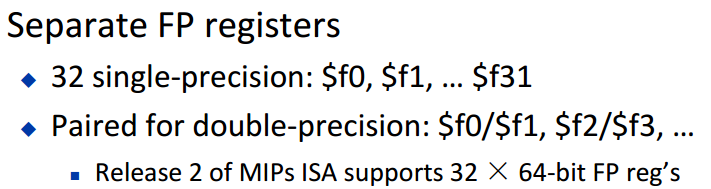 Separate FP registers
32 single-precision: $f0, $f1, … $f31
Paired for double-precision: $f0/$f1, $f2/$f3, …
Release 2 of MIPs ISA supports 32 × 64-bit FP reg’s